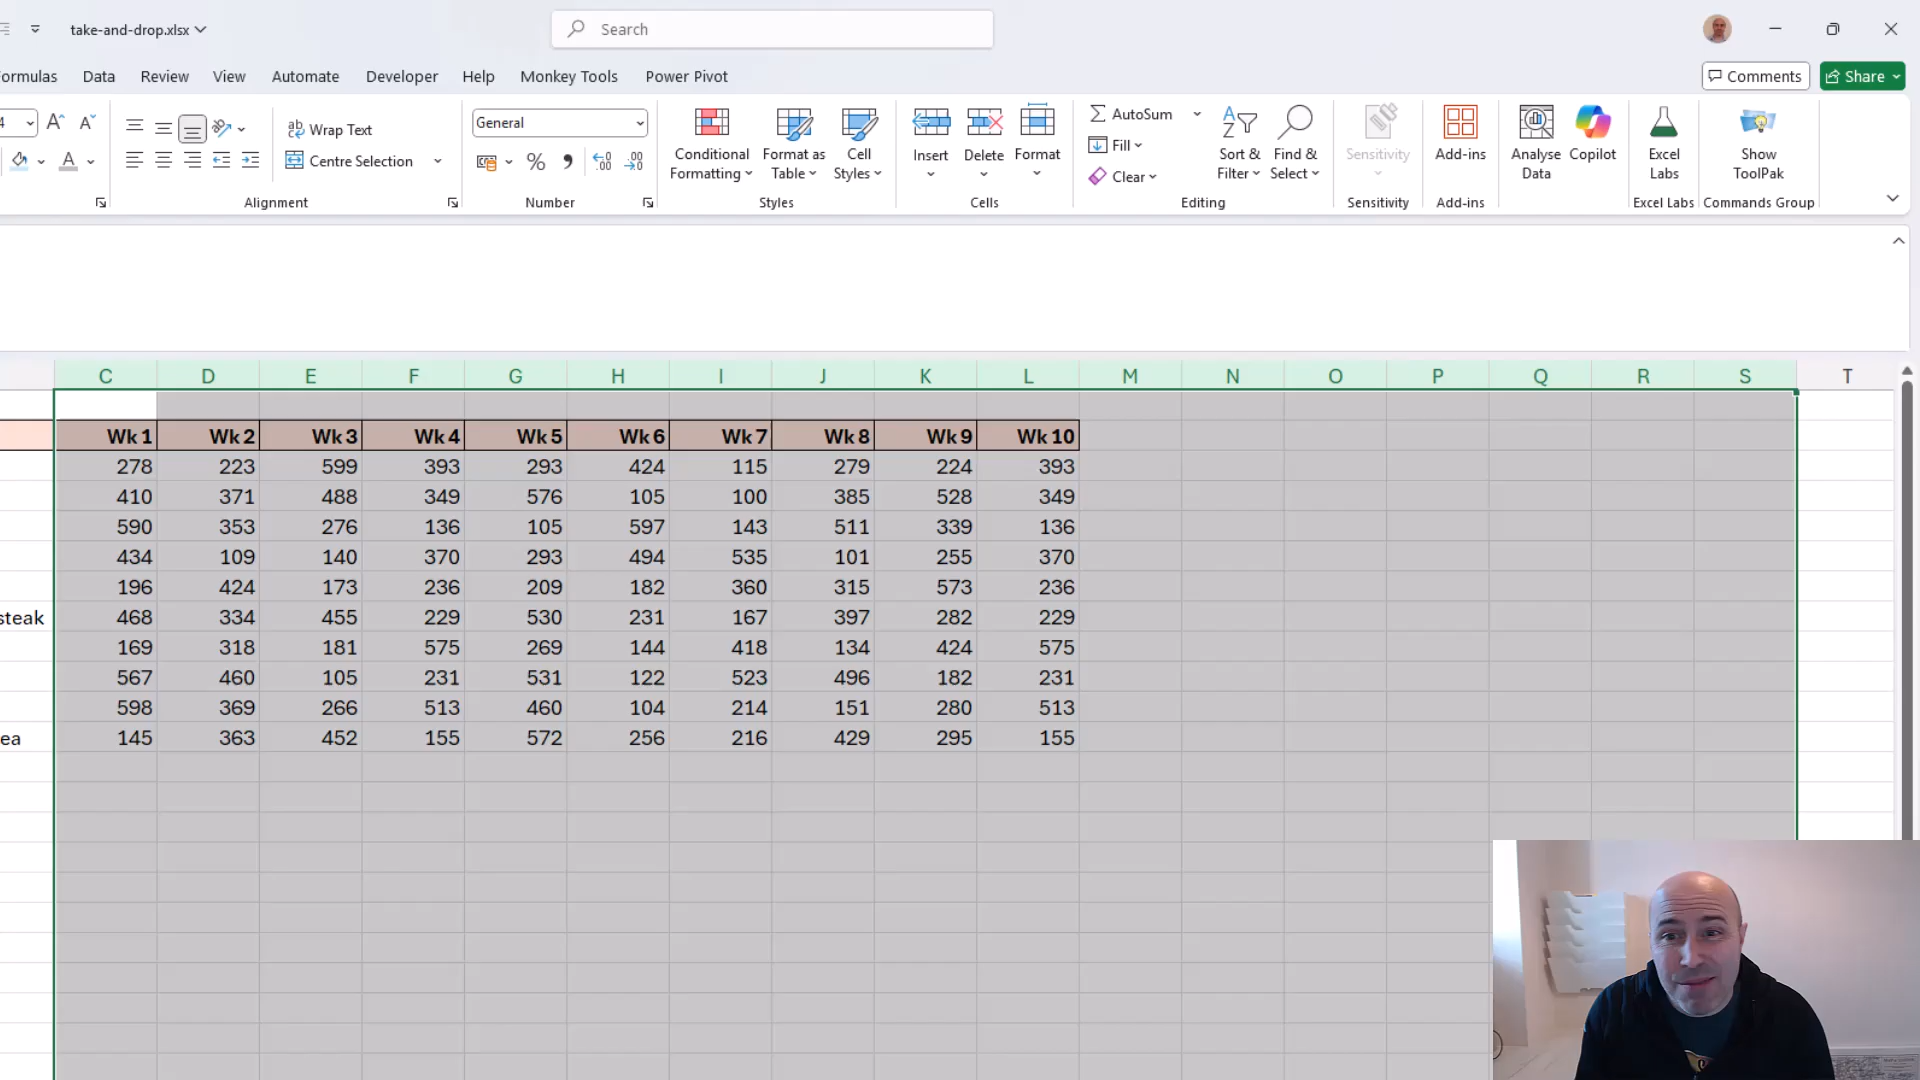 take-and-drop.xlsx
Search
ormulas Data Review View Automate Developer Help Monkey Tools Power Pivot
Comments Share
4 A A Wrap Text General AutoSum
A Centre Selection % Fill
Clear
Conditional Formatting
Format as Table
Cell Styles
Insert
Delete
Format
Sort & Filter
Find & Select
Sensitivity
Add-ins
Analyse Data
Copilot
Excel Labs
Show ToolPak
Alignment Number Styles Cells Editing Sensitivity Add-ins Excel Labs Commands Group
C D E F G H I J K L M N O P Q R S T
Wk 1 Wk 2 Wk 3 Wk 4 Wk 5 Wk 6 Wk 7 Wk 8 Wk 9 Wk 10
278 223 599 393 293 424 115 279 224 393
410 371 488 349 576 105 100 385 528 349
590 353 276 136 105 597 143 511 339 136
434 109 140 370 293 494 535 101 255 370
196 424 173 236 209 182 360 315 573 236
steak 468 334 455 229 530 231 167 397 282 229
169 318 181 575 269 144 418 134 424 575
567 460 105 231 531 122 523 496 182 231
598 369 266 513 460 104 214 151 280 513
ea 145 363 452 155 572 256 216 429 295 155